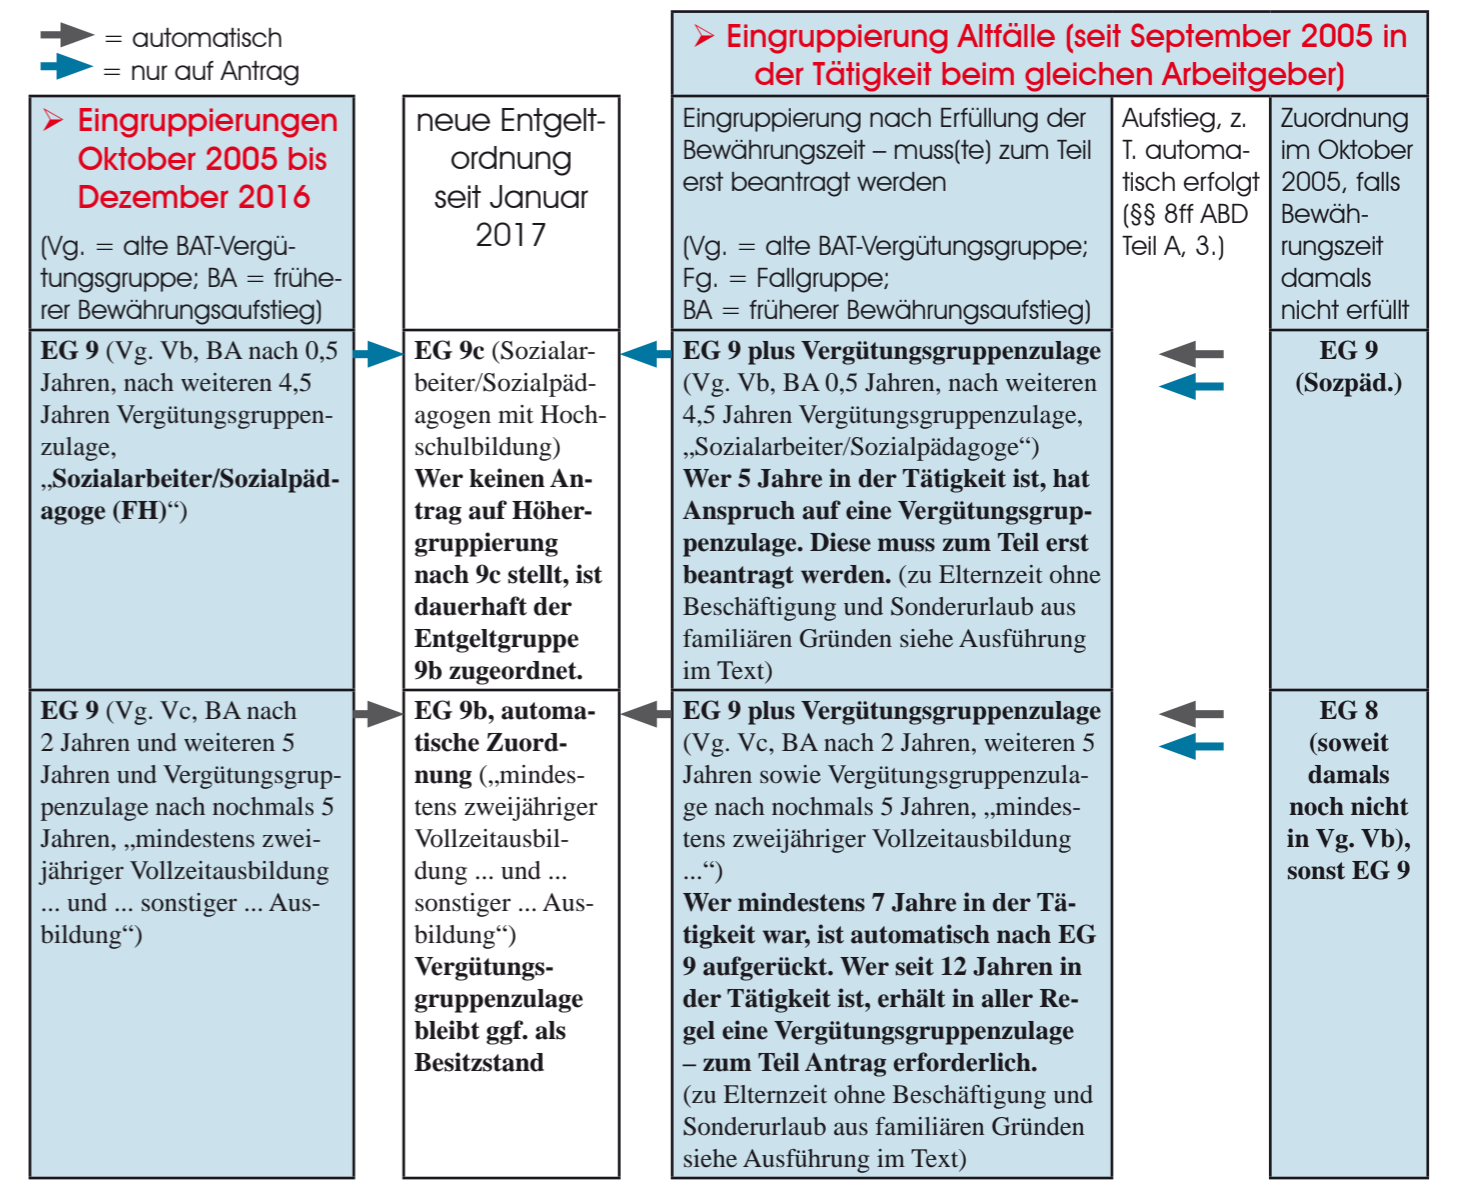 = automatisch
= nur auf Antrag
➢ Eingruppierung Altfälle (seit September 2005 in
der Tätigkeit beim gleichen Arbeitgeber)
➢ Eingruppierungen
Oktober 2005 bis
Dezember 2016
(Vg. = alte BAT-Vergü-
tungsgruppe; BA = frühe-
rer Bewährungsaufstieg)
neue Entgelt-
ordnung
seit Januar
2017
Eingruppierung nach Erfüllung der
Bewährungszeit – muss(te) zum Teil
erst beantragt werden
(Vg. = alte BAT-Vergütungsgruppe;
Fg. = Fallgruppe;
BA = früherer Bewährungsaufstieg)
Aufstieg, z.
T. automa-
tisch erfolgt
(§§ 8ff ABD
Teil A, 3.)
Zuordnung
im Oktober
2005, falls
Bewäh-
rungszeit
damals
nicht erfüllt
EG 9 (Vg. Vb, BA nach 0,5
Jahren, nach weiteren 4,5
Jahren Vergütungsgruppen-
zulage,
„Sozialarbeiter/Sozialpäd-
agoge (FH)“)
EG 9c (Sozialar-
beiter/Sozialpäd-
agogen mit Hoch-
schulbildung)
Wer keinen An-
trag auf Höher-
gruppierung
nach 9c stellt, ist
dauerhaft der
Entgeltgruppe
9b zugeordnet.
EG 9 plus Vergütungsgruppenzulage
(Vg. Vb, BA 0,5 Jahren, nach weiteren
4,5 Jahren Vergütungsgruppenzulage,
„Sozialarbeiter/Sozialpädagoge“)
Wer 5 Jahre in der Tätigkeit ist, hat
Anspruch auf eine Vergütungsgrup-
penzulage. Diese muss zum Teil erst
beantragt werden. (zu Elternzeit ohne
Beschäftigung und Sonderurlaub aus
familiären Gründen siehe Ausführung
im Text)
EG 9
(Sozpäd.)
EG 9 (Vg. Vc, BA nach
2 Jahren und weiteren 5
Jahren und Vergütungsgrup-
penzulage nach nochmals 5
Jahren, „mindestens zwei-
jähriger Vollzeitausbildung
... und ... sonstiger ... Aus-
bildung“)
EG 9b, automa-
tische Zuord-
nung („mindes-
tens zweijähriger
Vollzeitausbil-
dung ... und ...
sonstiger ... Aus-
bildung“)
Vergütungs-
gruppenzulage
bleibt ggf. als
Besitzstand
EG 9 plus Vergütungsgruppenzulage
(Vg. Vc, BA nach 2 Jahren, weiteren 5
Jahren sowie Vergütungsgruppenzula-
ge nach nochmals 5 Jahren, „mindes-
tens zweijähriger Vollzeitausbildung
...“)
Wer mindestens 7 Jahre in der Tä-
tigkeit war, ist automatisch nach EG
9 aufgerückt. Wer seit 12 Jahren in
der Tätigkeit ist, erhält in aller Re-
gel eine Vergütungsgruppenzulage
– zum Teil Antrag erforderlich.
(zu Elternzeit ohne Beschäftigung und
Sonderurlaub aus familiären Gründen
siehe Ausführung im Text)
EG 8
(soweit
damals
noch nicht
in Vg. Vb),
sonst EG 9